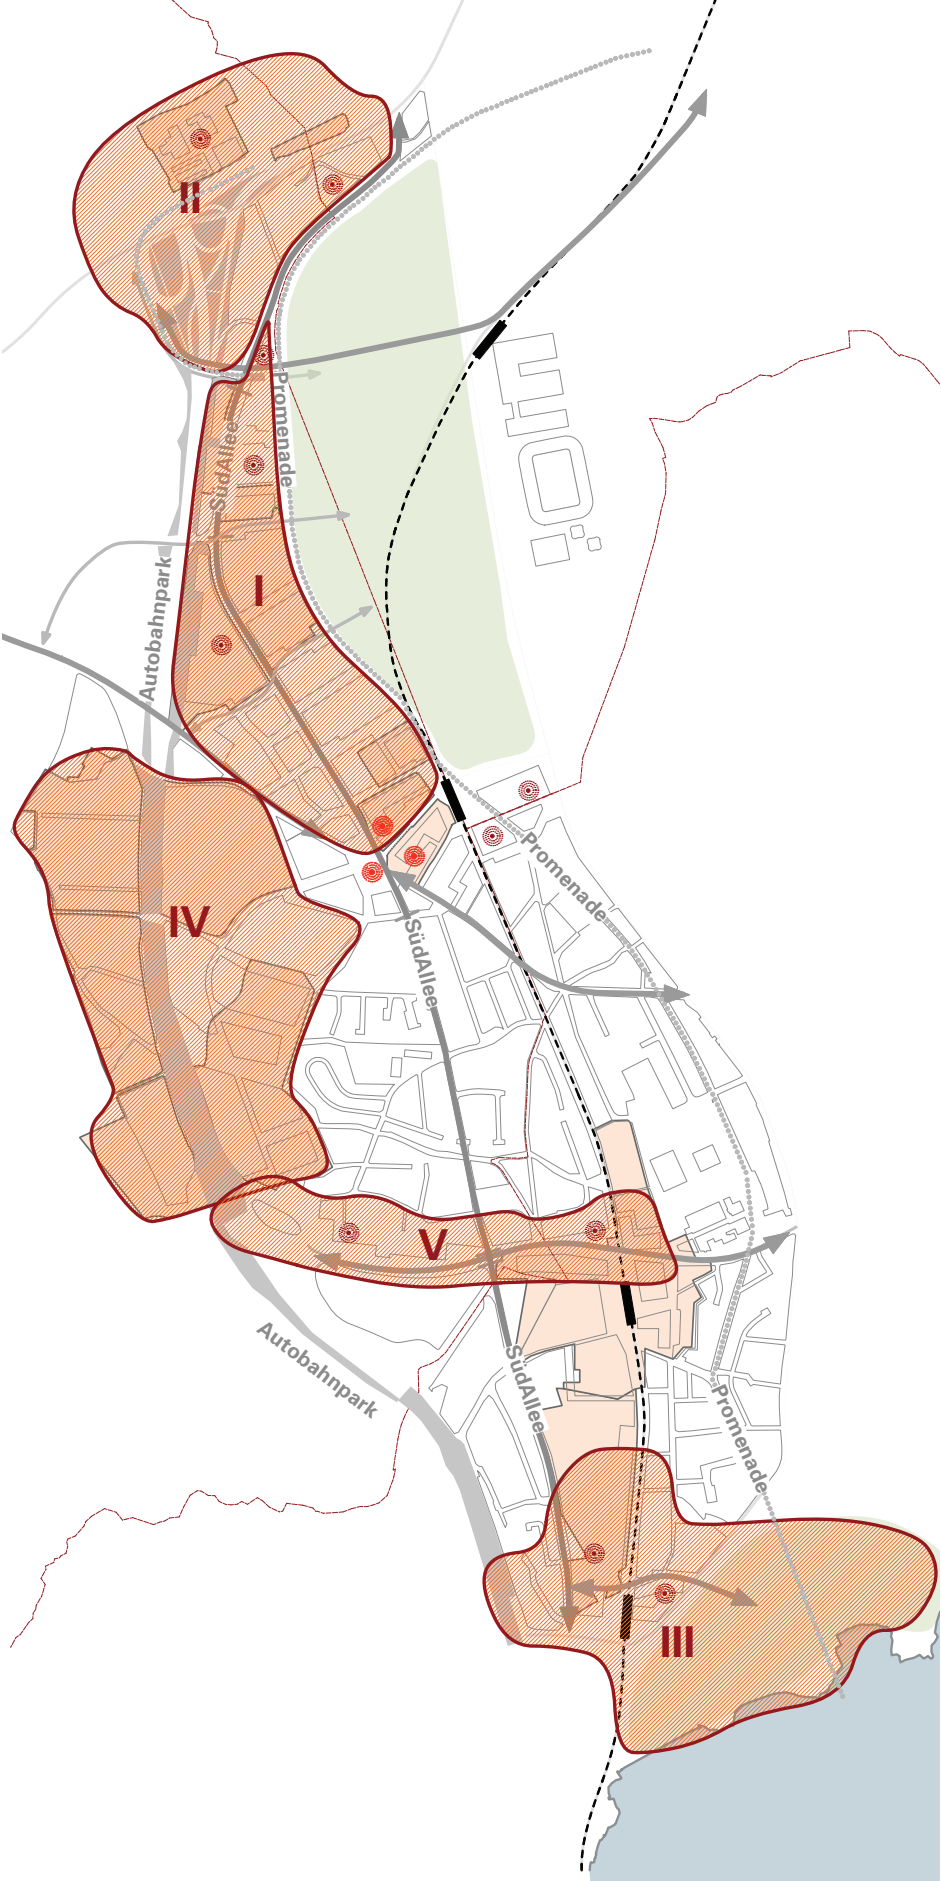 II
Promenade
SüdAllee
I
Autobahnpark
Promenade
IV
SüdAllee
V
Autobahnpark
SüdAllee
Promenade
III